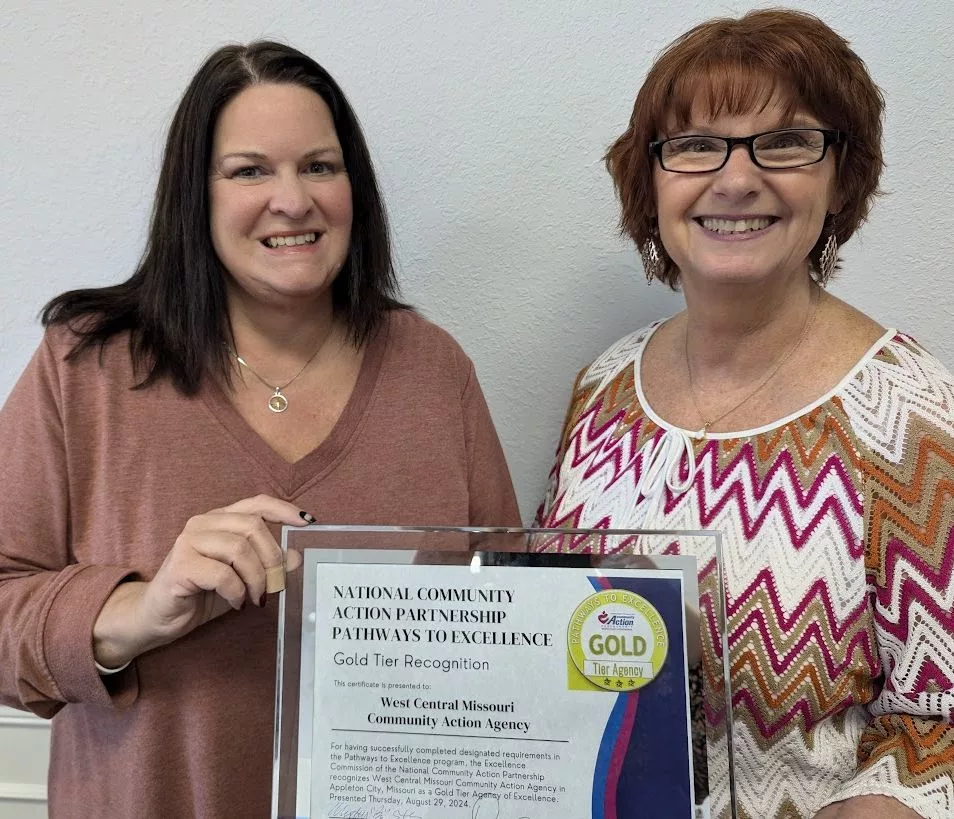 NATIONAL COMMUNITY
ACTION PARTNERSHIP
PATHWAYS TO EXCELLENCE
Gold Tier Recognition
This certificate is presented to:
West Central Missouri
Community Action Agency
For having successfully completed designated requirements in
the Pathways to Excellence program, the Excellence
Commission of the National Community Action Partnership
recognizes West Central Missouri Community Action Agency in
Appleton City, Missouri as a Gold Tier Agency of Excellence.
Presented Thursday, August 29, 2024.
PATHWAYS TO EXCELLENCE
Action
GOLD
Tier Agency